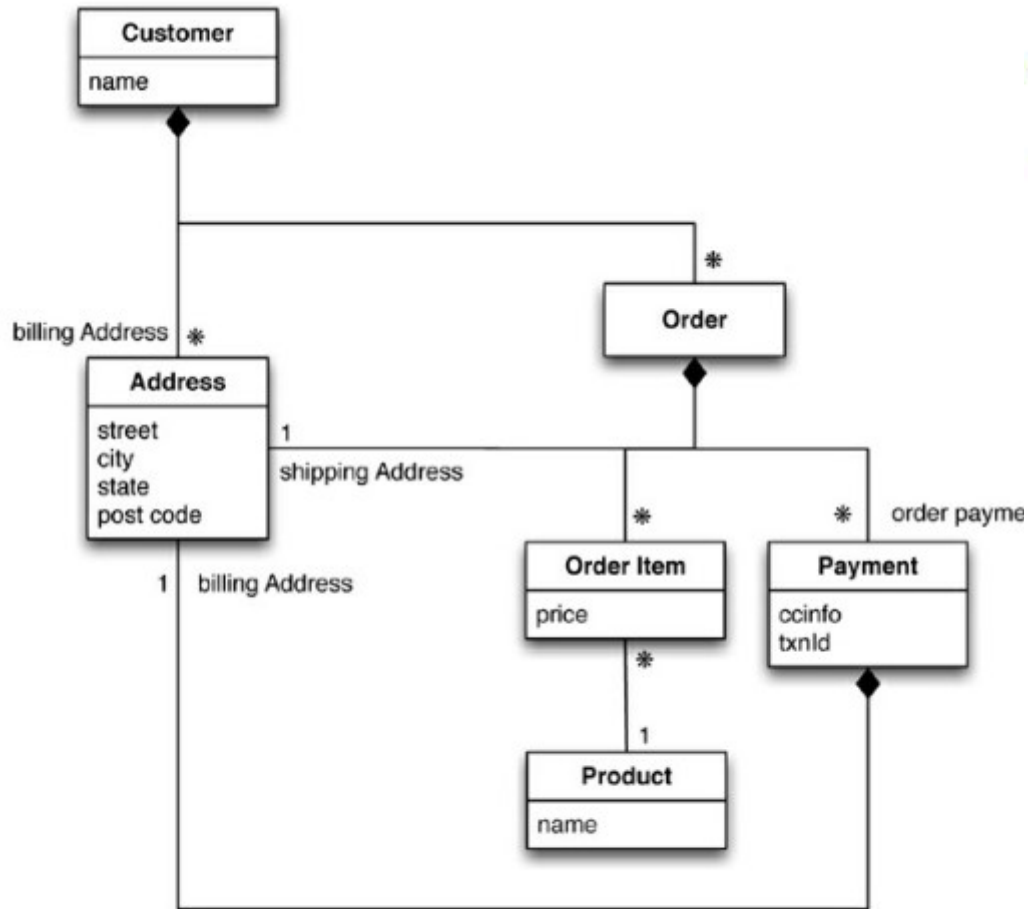 Customer
name
*
Order
billing Address *
Address
street
city
state
post code
1
shipping Address
*
* order payme
Order Item
price
Payment
ccinfo
txnId
1 billing Address
*
1
Product
name